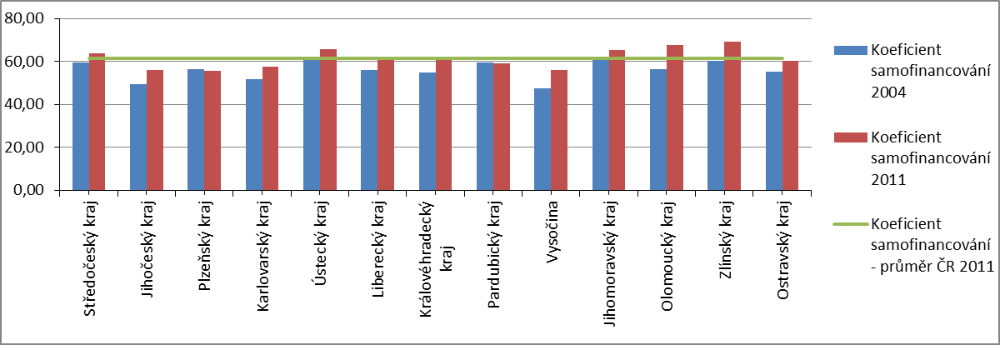 80,00
60,00
40,00
20,00
0,00
Středočeský kraj
Jihočeský kraj
Plzeňský kraj
Karlovarský kraj
Ústecký kraj
Liberecký kraj
Královéhradecký
kraj
Pardubický kraj
Vysočina
Jihomoravský kraj
Olomoucký kraj
Zlínský kraj
Ostravský kraj
Koeficient
samofinancování
2004
Koeficient
samofinancování
2011
Koeficient
samofinancování
- průměr ČR 2011